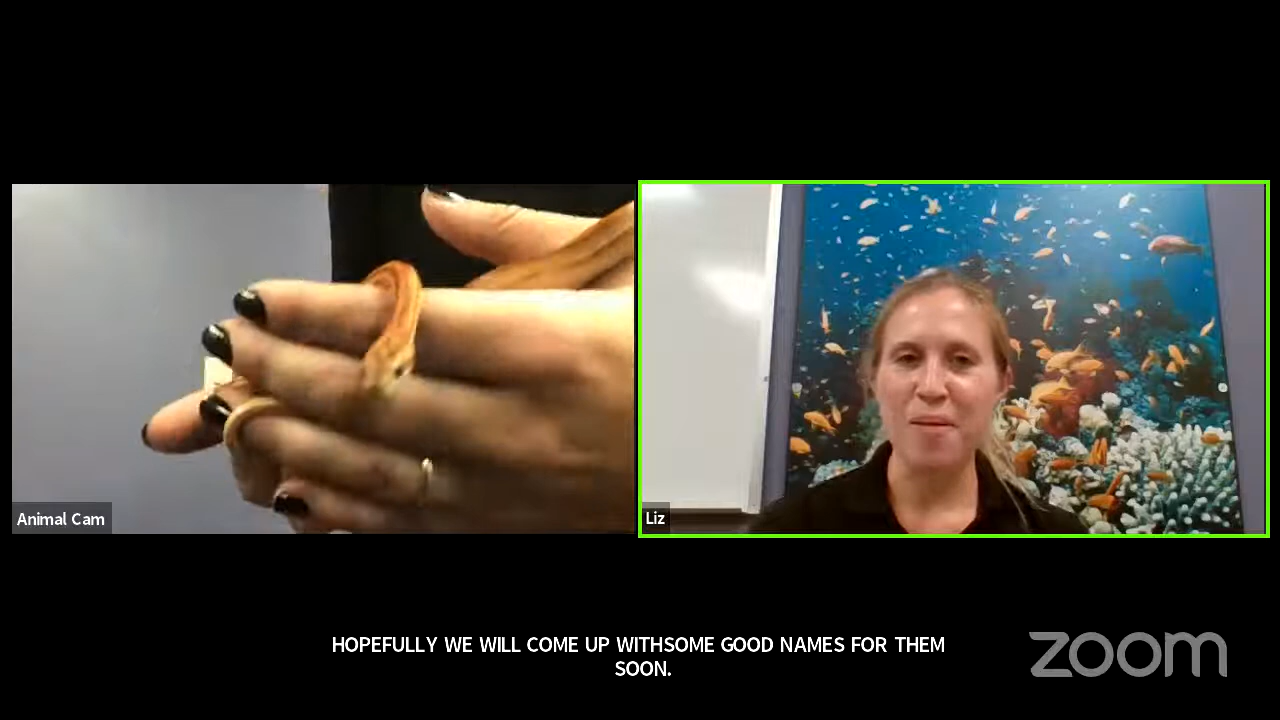 Animal Cam
Liz
HOPEFULLY WE WILL COME UP WITHSOME GOOD NAMES FOR THEM
SOON.
zoom